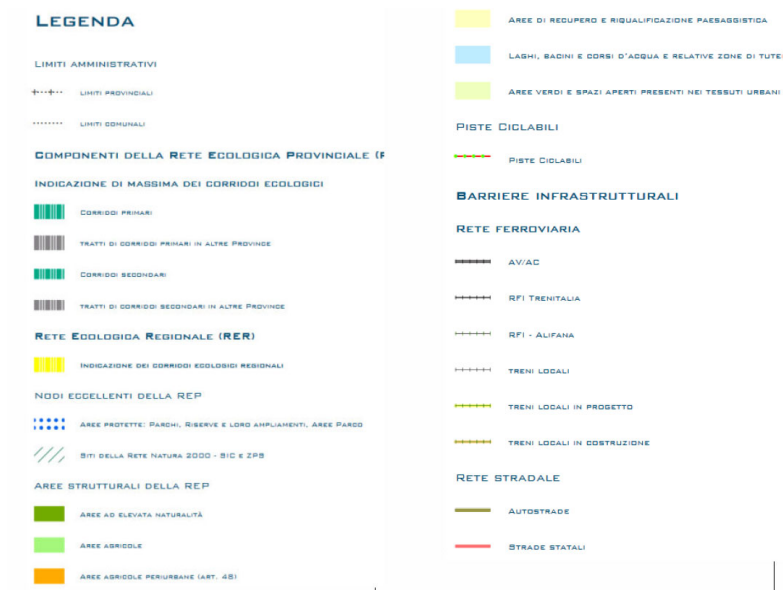 LEGENDA
LIMITI AMMINISTRATIVI
LIMITI PROVINCIALI
LIMITI COMUNALI
COMPONENTI DELLA RETE ECOLOGICA PROVINCIALE (
INDICAZIONE DI MASSIMA DEI CORRIDOI ECOLOGICI
CORRIDOI PRIMARI
TRATTI DI CORRIDOI PRIMARI IN ALTRE PROVINCE
CORRIDOI SECONDARI
TRATTI DI CORRIDOI SECONDARI IN ALTRE PROVINCE
RETE ECOLOGICA REGIONALE (RER)
INDICAZIONE DEI CORRIDOI ECOLOGICI REGIONALI
NODI ECCELLENTI DELLA REP
AREE PROTETTE: PARCHI, RISERVE E LORO AMPLIAMENTI, AREE PARCO
SITI DELLA RETE NATURA 2000 - SIC E ZPS
AREE STRUTTURALI DELLA REP
AREE AD ELEVATA NATURALITÀ
AREE AGRICOLE
AREE AGRICOLE PERIURBANE (ART. 48)
AREE DI RECUPERO E RIQUALIFICAZIONE PAESAGGISTICA
LAGHI, BACINI E CORSI D'ACQUA E RELATIVE ZONE DI TUTE
AREE VERDI E SPAZI APERTI PRESENTI NEI TESSUTI URBANI
PISTE CICLABILI
PISTE CICLABILI
BARRIERE INFRASTRUTTURALI
RETE FERROVIARIA
AV/AC
RFI TRENITALIA
RFI - ALIFANA
TRENI LOCALI
TRENI LOCALI IN PROGETTO
TRENI LOCALI IN COSTRUZIONE
RETE STRADALE
AUTOSTRADE
STRADE STATALI